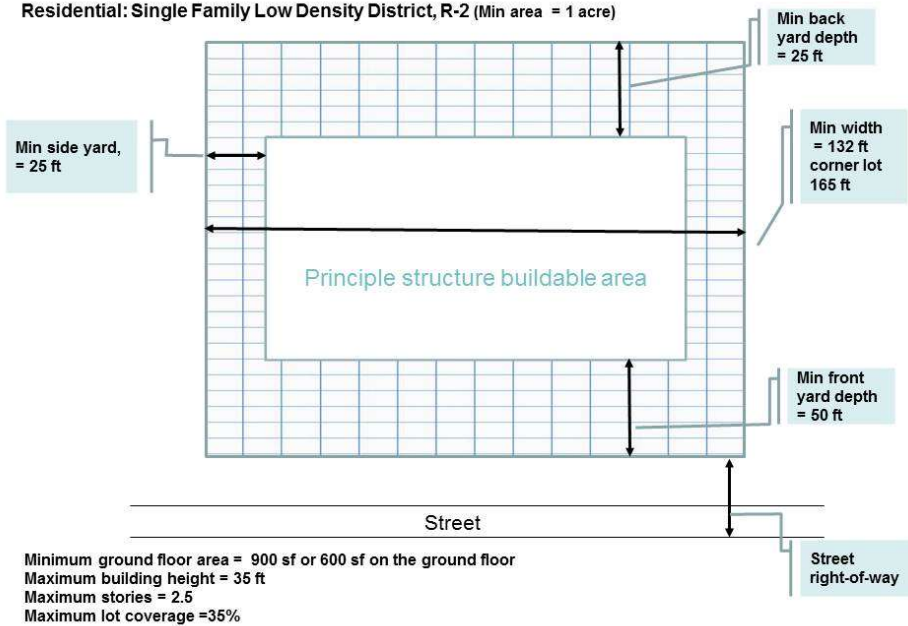 Residential: Single Family Low Density District, R-2 (Min area = 1 acre)
Min back
yard depth
= 25 ft
Min side yard,
= 25 ft
Min width
= 132 ft
corner lot
165 ft
Principle structure buildable area
Min front
yard depth
= 50 ft
Street
Street
right-of-way
Minimum ground floor area = 900 sf or 600 sf on the ground floor
Maximum building height = 35 ft
Maximum stories = 2.5
Maximum lot coverage =35%